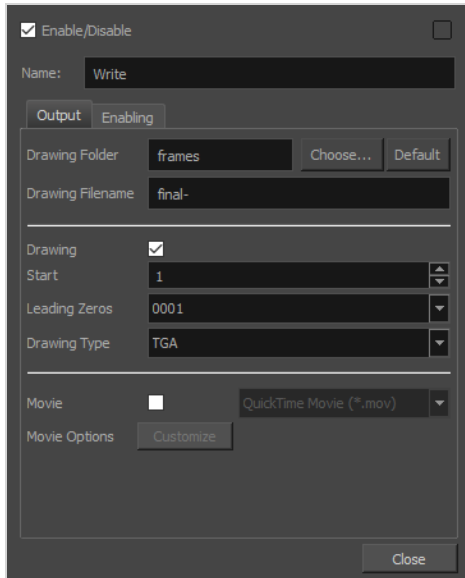 Enable/Disable
Name: Write
Output Enabling
Drawing Folder frames Choose... Default
Drawing Filename final-
Drawing
Start 1
Leading Zeros 0001
Drawing Type TGA
Movie QuickTime Movie (*.mov)
Movie Options Customize
Close